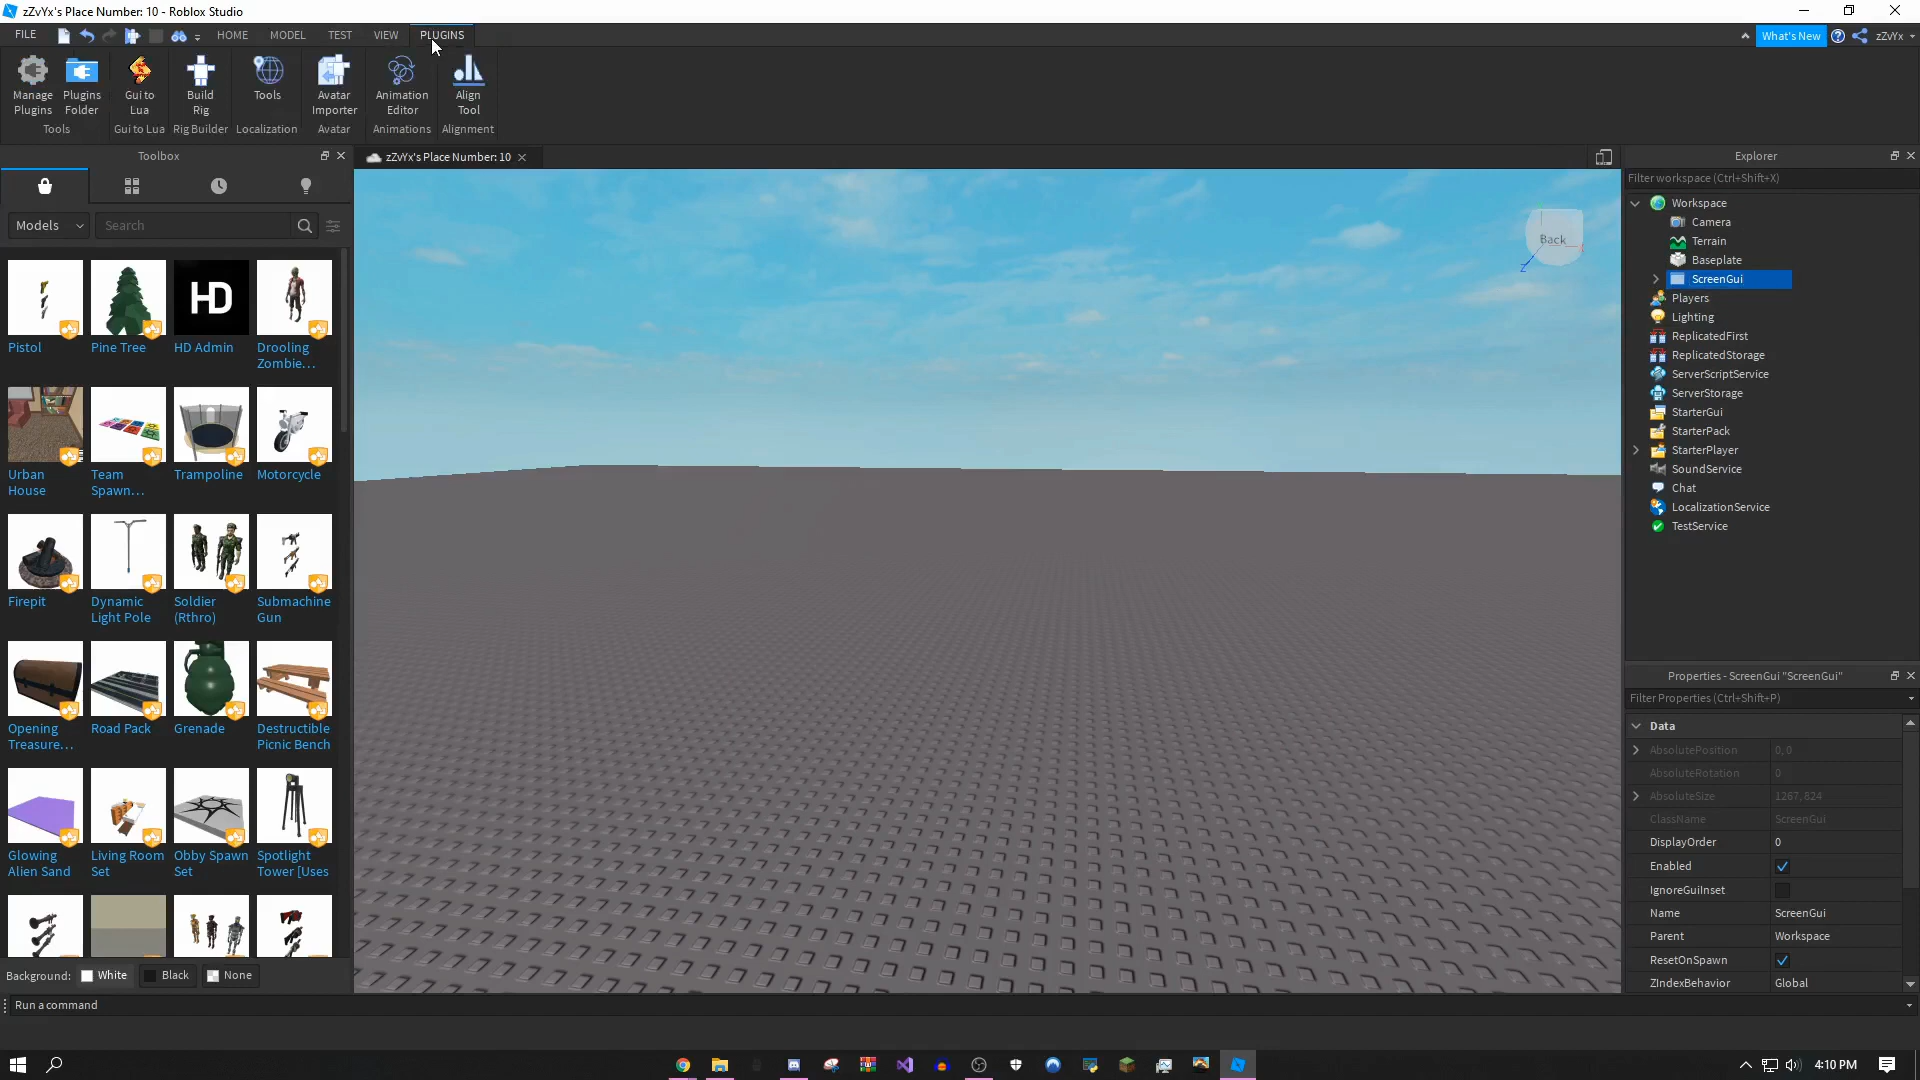 zZvYx's Place Number: 10 - Roblox Studio
FILE
HOME
MODEL
TEST
VIEW
PLUGINS
What's New
zZvYx
Manage
Plugins
Plugins
Folder
Gui to
Lua
Build
Rig
Tools
Avatar
Importer
Animation
Editor
Align
Tool
Tools
Gui to Lua
Rig Builder
Localization
Avatar
Animations
Alignment
Toolbox
zZvYx's Place Number: 10
Explorer
Models
Search
Filter workspace (Ctrl+Shift+X)
Workspace
Camera
Terrain
Baseplate
ScreenGui
Players
Lighting
ReplicatedFirst
ReplicatedStorage
ServerScriptService
ServerStorage
StarterGui
StarterPack
StarterPlayer
SoundService
Chat
LocalizationService
TestService
Back
Z
HD
Pistol
Pine Tree
HD Admin
Drooling
Zombie...
Urban
House
Team
Spawn...
Trampoline
Motorcycle
Firepit
Dynamic
Light Pole
Soldier
(Rthro)
Submachine
Gun
Opening
Treasure...
Road Pack
Grenade
Destructible
Picnic Bench
Glowing
Alien Sand
Living Room
Set
Obby Spawn
Set
Spotlight
Tower [Uses
Background:
White
Black
None
Properties - ScreenGui "ScreenGui"
Filter Properties (Ctrl+Shift+P)
Data
AbsolutePosition
0, 0
AbsoluteRotation
0
AbsoluteSize
1267, 824
ClassName
ScreenGui
DisplayOrder
0
Enabled
IgnoreGuiInset
Name
ScreenGui
Parent
Workspace
ResetOnSpawn
ZIndexBehavior
Global
Run a command
4:10 PM